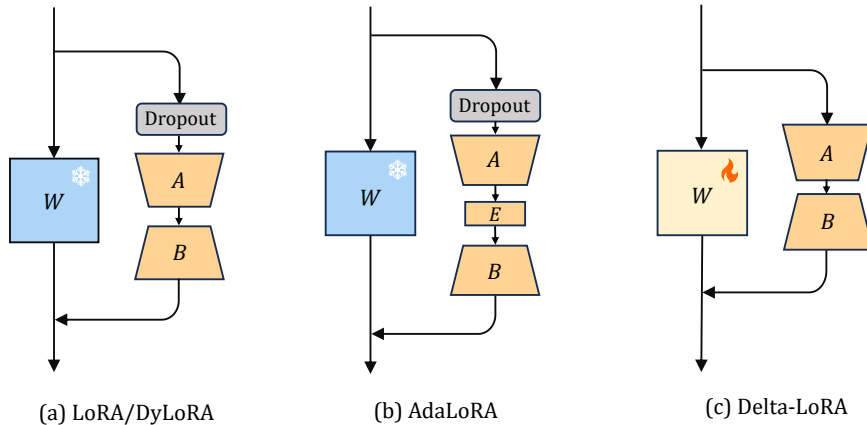 Dropout
W
A
B
(a) LoRA/DyLoRA
Dropout
W
A
E
B
(b) AdaLoRA
W
A
B
(c) Delta-LoRA